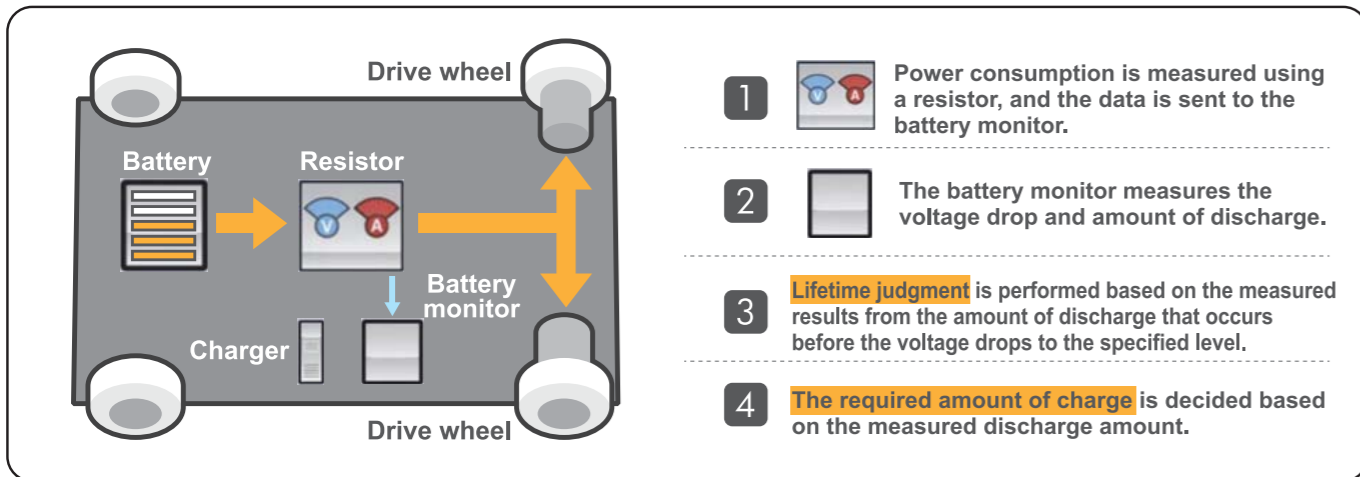 Drive wheel
Battery
Resistor
V
A
Battery
monitor
Charger
Drive wheel
1
V
A
Power consumption is measured using
a resistor, and the data is sent to the
battery monitor.
2
The battery monitor measures the
voltage drop and amount of discharge.
3
Lifetime judgment is performed based on the measured
results from the amount of discharge that occurs
before the voltage drops to the specified level.
4
The required amount of charge is decided based
on the measured discharge amount.